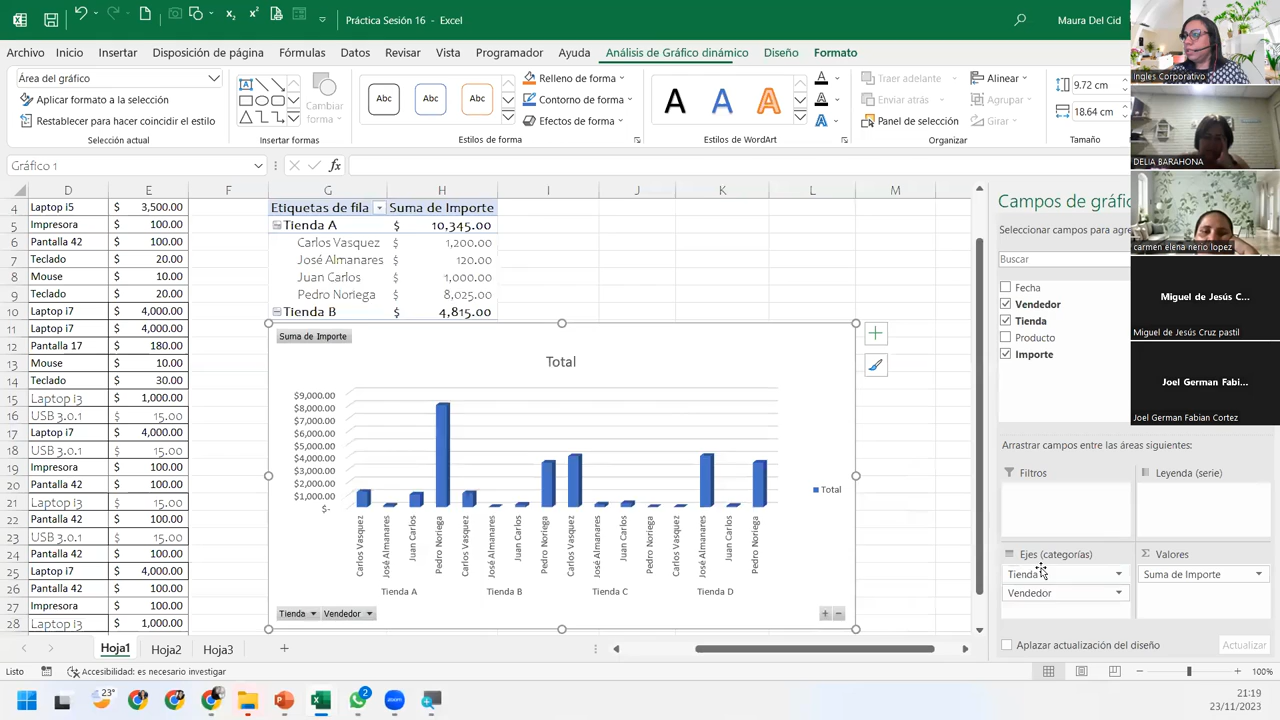 Práctica Sesión 16 - Excel
Maura Del Cid
Archivo Inicio Insertar Disposición de página Fórmulas Datos Revisar Vista Programador Ayuda Análisis de Gráfico dinámico Diseño Formato
Área del gráfico
Aplicar formato a la selección
Restablecer para hacer coincidir el estilo
Selección actual
Cambiar
forma
Insertar formas
Abc Abc Abc
Relleno de forma
Contorno de forma
Efectos de forma
Estilos de forma
A A A
Estilos de WordArt
Traer adelante
Enviar atrás
Panel de selección
Alinear
Agrupar
Girar
Organizar
9.72 cm
18.64 cm
Tamaño
Gráfico 1
fx
D E F G H I J K L M
4 Laptop i5 $ 3,500.00 Etiquetas de fila Suma de Importe
5 Impresora $ 100.00 Tienda A $ 10,345.00
6 Pantalla 42 $ 100.00 Carlos Vasquez $ 1,200.00
7 Teclado $ 20.00 José Almanares $ 120.00
8 Mouse $ 10.00 Juan Carlos $ 1,000.00
9 Teclado $ 20.00 Pedro Noriega $ 8,025.00
10 Laptop i7 $ 4,000.00 Tienda B $ 4,815.00
11 Laptop i7 $ 4,000.00
12 Pantalla 17 $ 180.00
13 Mouse $ 10.00
14 Teclado $ 30.00
15 Laptop i3 $ 1,000.00
16 USB 3.0.1 $ 15.00
17 Laptop i7 $ 4,000.00
18 USB 3.0.1 $ 15.00
19 Impresora $ 100.00
20 Pantalla 42 $ 100.00
21 Laptop i3 $ 15.00
22 Pantalla 42 $ 100.00
23 USB 3.0.1 $ 15.00
24 Pantalla 42 $ 100.00
25 Laptop i7 $ 4,000.00
26 Pantalla 42 $ 100.00
27 Impresora $ 100.00
28 Laptop i3 $ 1,000.00
Suma de Importe
Total
$9,000.00
$8,000.00
$7,000.00
$6,000.00
$5,000.00
$4,000.00
$3,000.00
$2,000.00
$1,000.00
$-
Carlos Vasquez
José Almanares
Juan Carlos
Pedro Noriega
Carlos Vasquez
José Almanares
Juan Carlos
Pedro Noriega
Carlos Vasquez
José Almanares
Juan Carlos
Pedro Noriega
Carlos Vasquez
José Almanares
Juan Carlos
Pedro Noriega
Tienda A Tienda B Tienda C Tienda D
Total
Tienda Vendedor
Campos de gráfi
Seleccionar campos para agre
Buscar
Fecha
Vendedor
Tienda
Producto
Importe
Arrastrar campos entre las áreas siguientes:
Filtros
Leyenda (serie)
Ejes (categorías)
Σ Valores
Tienda
Vendedor
Suma de Importe
Aplazar actualización del diseño
Actualizar
Ingles Corporativo
DELIA BARAHONA
carmen elena nerio lopez
Miguel de Jesús C...
Miguel de Jesús Cruz pastil
Joel German Fabi...
Joel German Fabian Cortez
Hoja1 Hoja2 Hoja3
Listo
Accesibilidad: es necesario investigar
100%
23°
2
zoom
21:19
23/11/2023